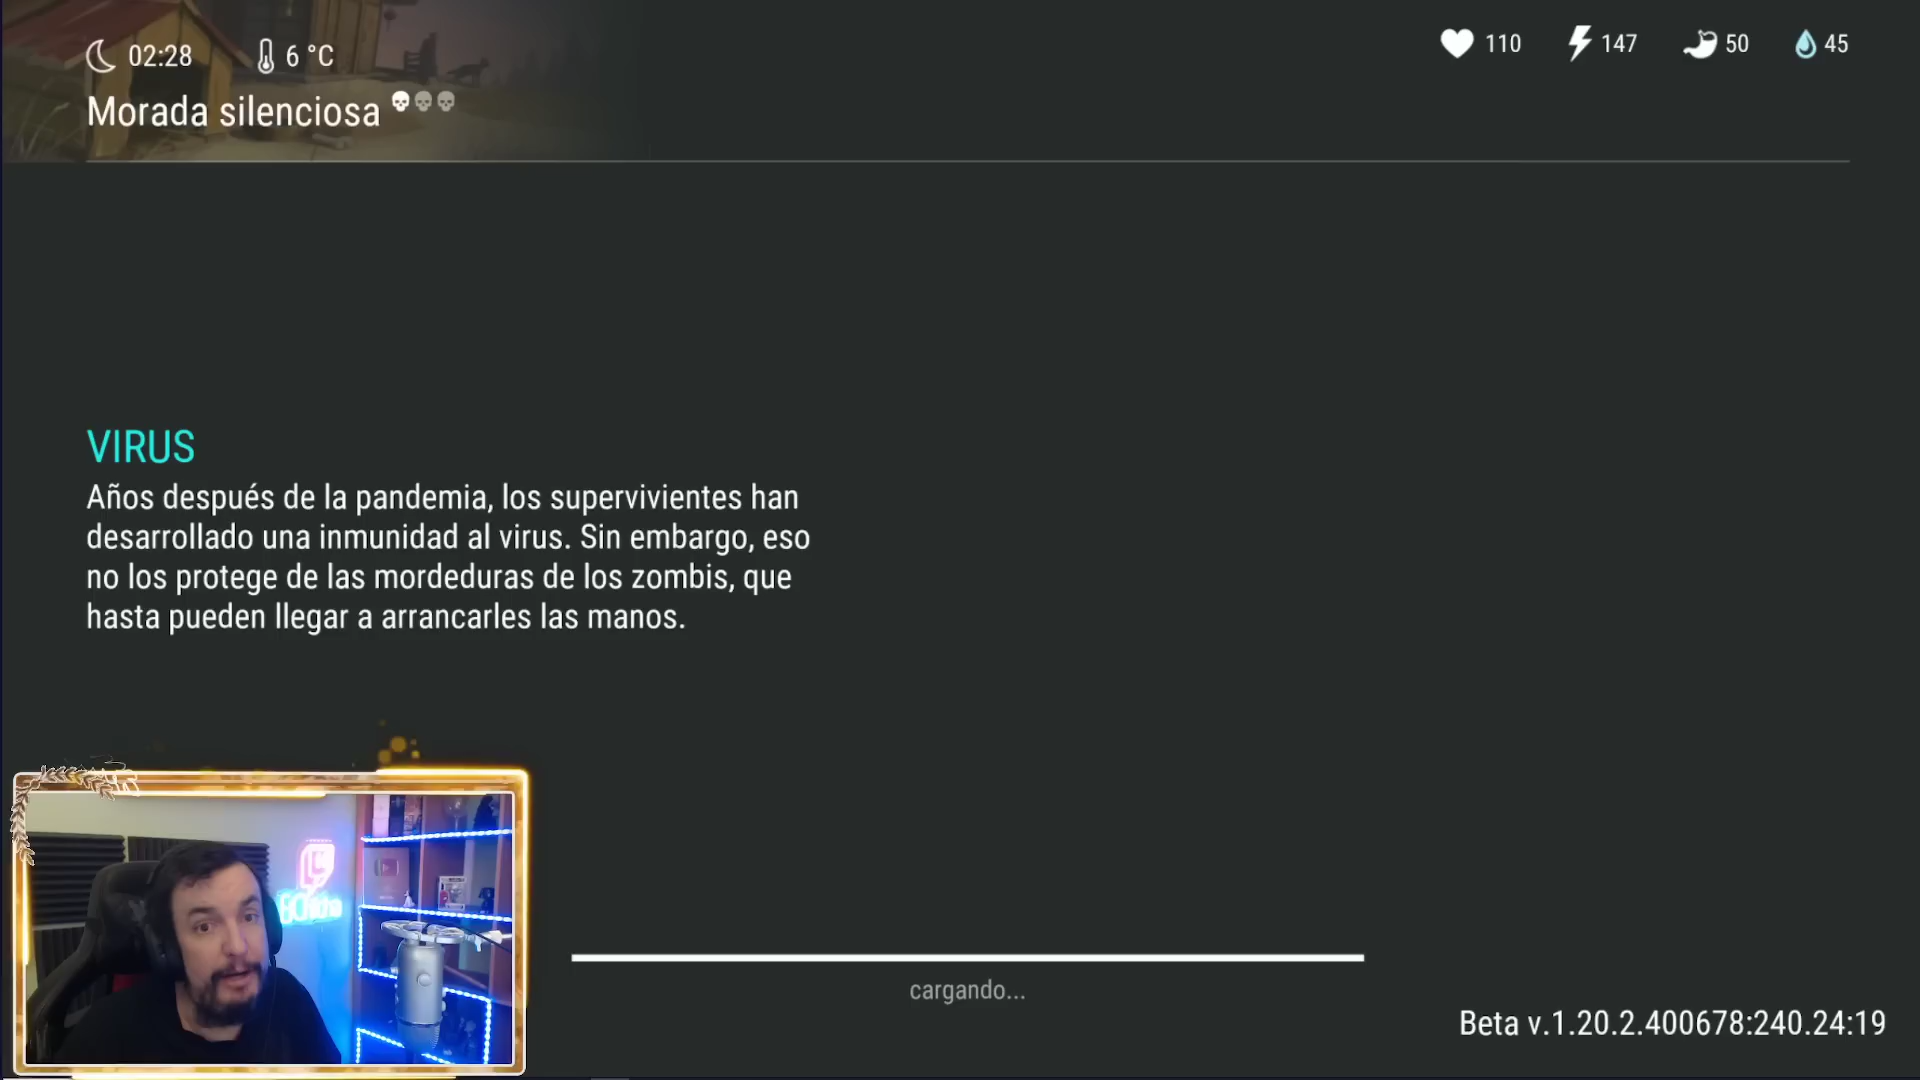 02:28
6 °C
110
147
50
45
Morada silenciosa
VIRUS
Años después de la pandemia, los supervivientes han
desarrollado una inmunidad al virus. Sin embargo, eso
no los protege de las mordeduras de los zombis, que
hasta pueden llegar a arrancarles las manos.
cargando...
Beta v.1.20.2.400678:240.24:19